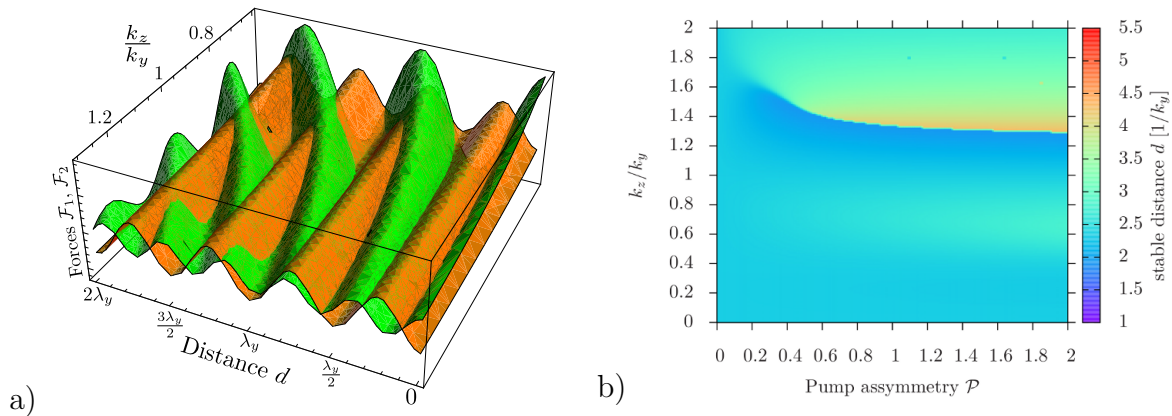 k_z/k_y
0.8
1
1.2
Forces ℱ₁, ℱ₂
2λ_y
3λ_y/2
λ_y
λ_y/2
0
Distance d
a)
k_z/k_y
2
1.8
1.6
1.4
1.2
1
0.8
0.6
0.4
0.2
0
0 0.2 0.4 0.6 0.8 1 1.2 1.4 1.6 2
Pump assymmetry 𝒫
5.5
5
4.5
4
3.5
3
2.5
2
1.5
1
stable distance d [1/k_y]
b)